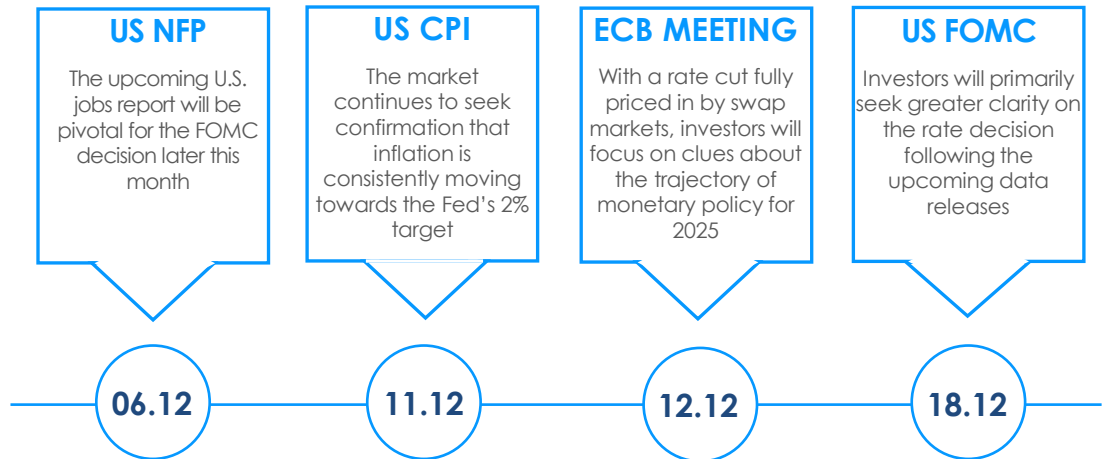 US NFP
The upcoming U.S.
jobs report will be
pivotal for the FOMC
decision later this
month
US CPI
The market
continues to seek
confirmation that
inflation is
consistently moving
towards the Fed's 2%
target
ECB MEETING
With a rate cut fully
priced in by swap
markets, investors will
focus on clues about
the trajectory of
monetary policy for
2025
US FOMC
Investors will primarily
seek greater clarity on
the rate decision
following the
upcoming data
releases
06.12
11.12
12.12
18.12